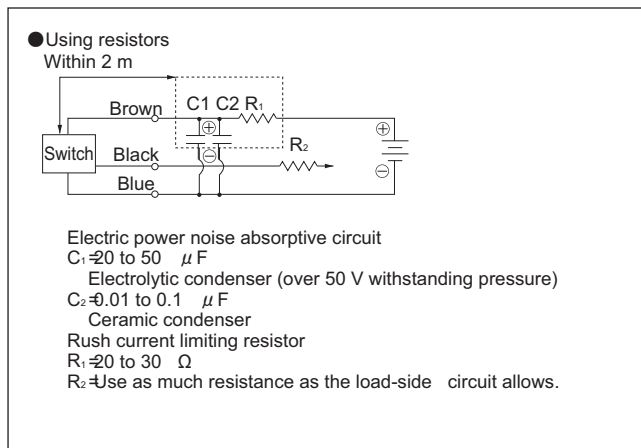 ●Using resistors
Within 2 m
Brown
C1 C2 R₁
⊕
⊕
Switch
Black
R₂
⊖
⊖
Blue
Electric power noise absorptive circuit
C₁=20 to 50 μF
Electrolytic condenser (over 50 V withstanding pressure)
C₂=0.01 to 0.1 μF
Ceramic condenser
Rush current limiting resistor
R₁=20 to 30 Ω
R₂=Use as much resistance as the load-side circuit allows.